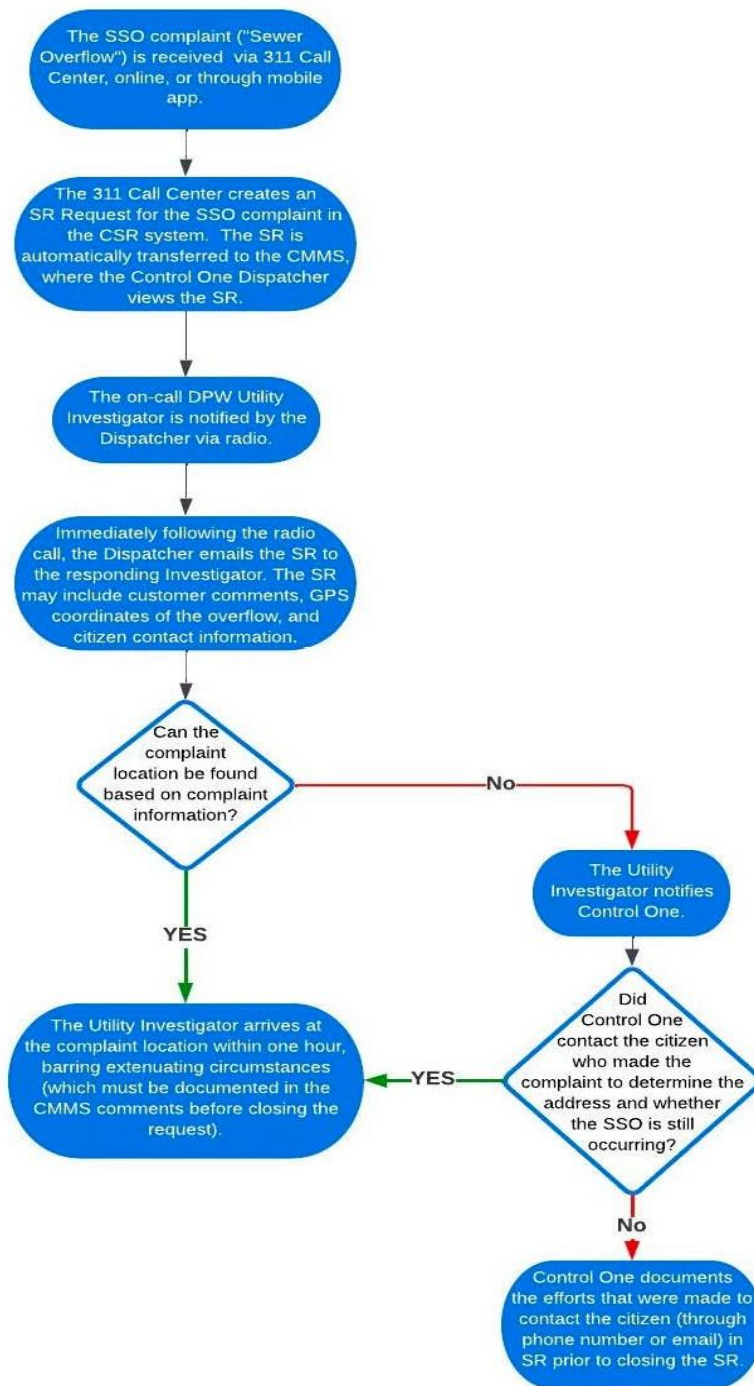 The SSO complaint ("Sewer
Overflow") is received via 311 Call
Center, online, or through mobile
app.
The 311 Call Center creates an
SR Request for the SSO complaint in
the CSR system. The SR is
automatically transferred to the CMMS,
where the Control One Dispatcher
views the SR.
The on-call DPW Utility
Investigator is notified by the
Dispatcher via radio.
Immediately following the radio
call, the Dispatcher emails the SR to
the responding Investigator. The SR
may include customer comments, GPS
coordinates of the overflow, and
citizen contact information.
Can the
complaint
location be found
based on complaint
information?
No
The Utility
Investigator notifies
Control One.
YES
Did
Control One
contact the citizen
who made the
complaint to determine the
address and whether
the SSO is still
occurring?
YES
The Utility Investigator arrives at
the complaint location within one hour,
barring extenuating circumstances
(which must be documented in the
CMMS comments before closing the
request).
No
Control One documents
the efforts that were made to
contact the citizen (through
phone number or email) in
SR prior to closing the SR.